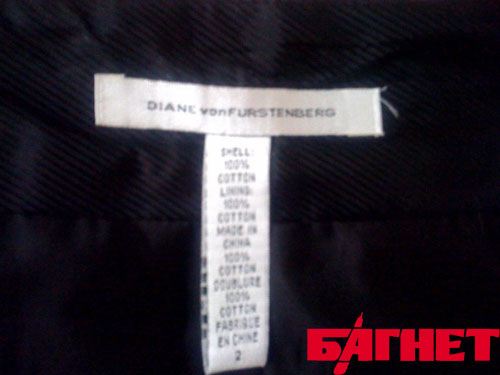 DIANE von FURSTENBERG
SHELL:
100%
COTTON
LINING:
100%
COTTON
MADE IN
CHINA
100%
COTTON
DOUBLURE
100%
COTTON
FABRIQUE
EN CHINE
2
БАГНЕТ